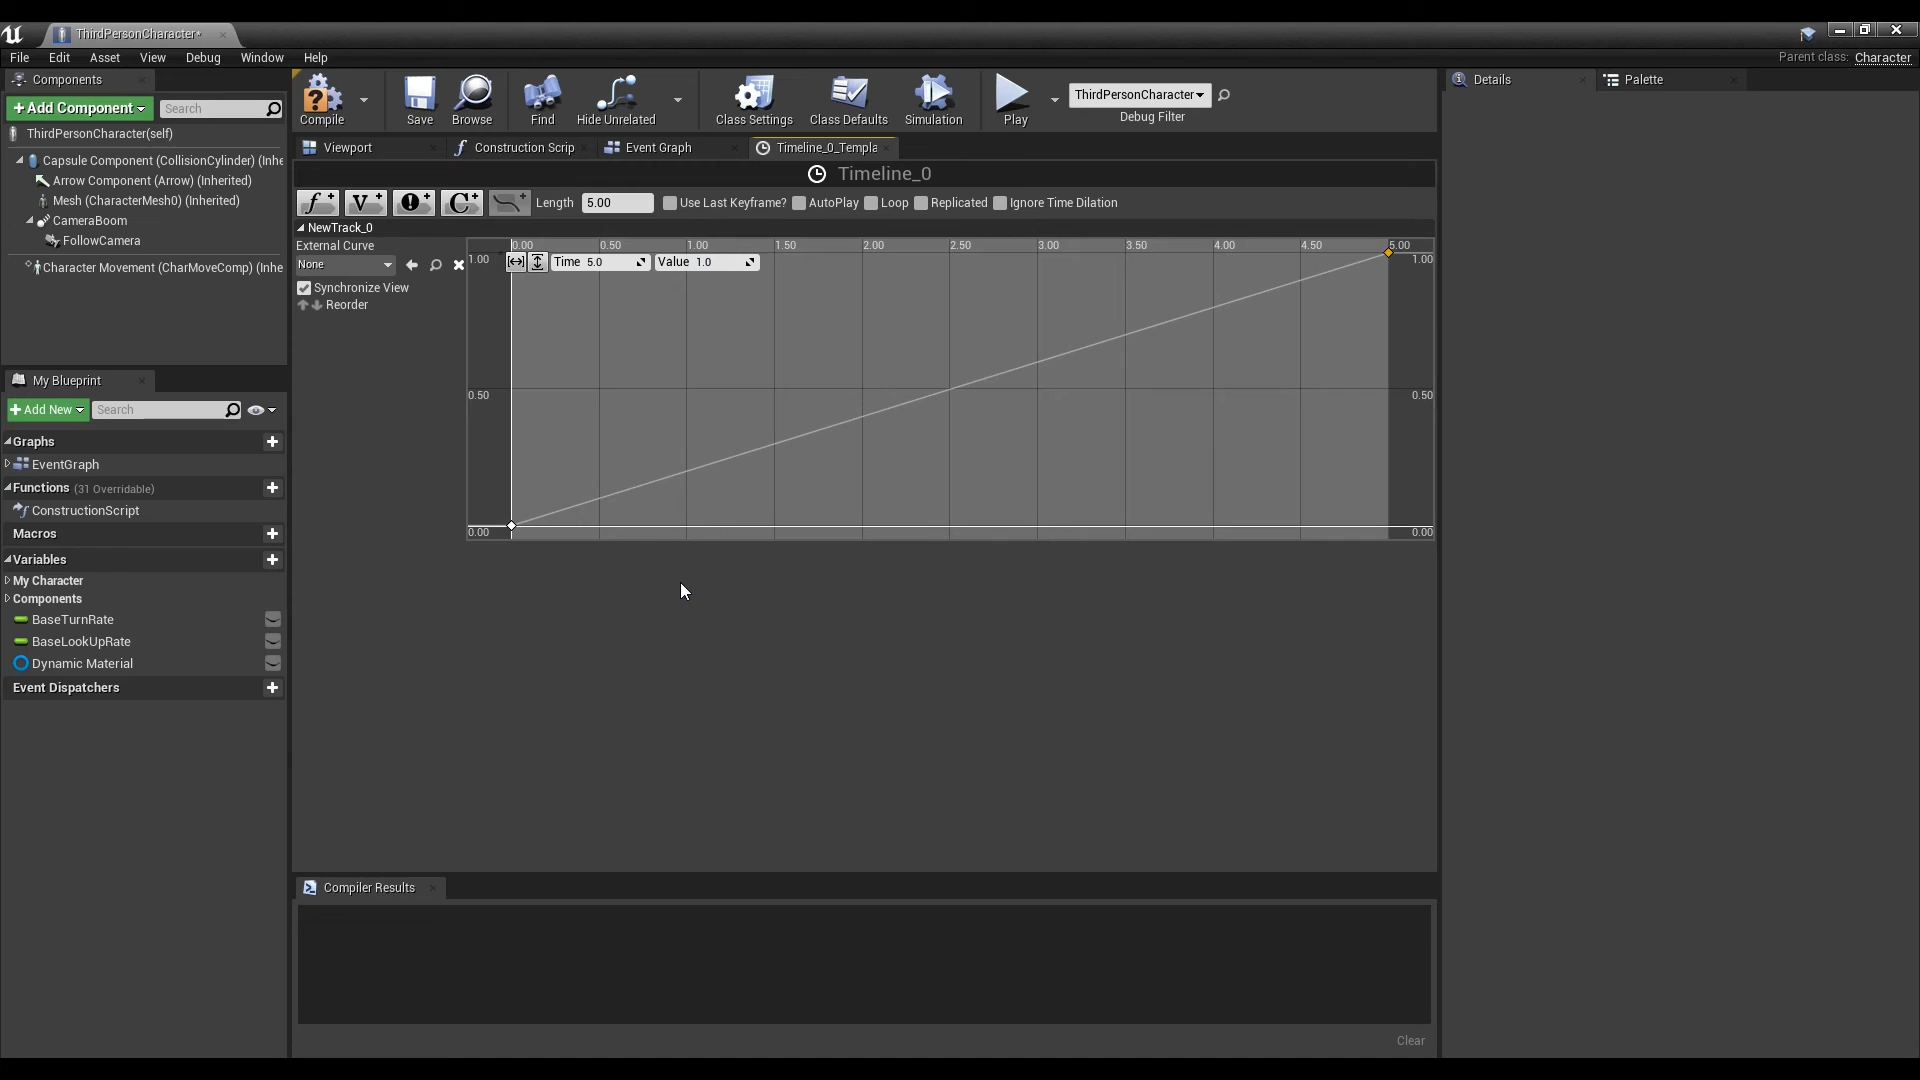 ThirdPersonCharacter*
File Edit Asset View Debug Window Help
Parent class: Character
Components
+Add Component
Search
ThirdPersonCharacter(self)
Capsule Component (CollisionCylinder) (Inhe
Arrow Component (Arrow) (Inherited)
Mesh (CharacterMesh0) (Inherited)
CameraBoom
FollowCamera
Character Movement (CharMoveComp) (Inhe
My Blueprint
+Add New
Search
Graphs
EventGraph
Functions (31 Overridable)
ConstructionScript
Macros
Variables
My Character
Components
BaseTurnRate
BaseLookUpRate
Dynamic Material
Event Dispatchers
Compile Save Browse Find Hide Unrelated Class Settings Class Defaults Simulation Play
ThirdPersonCharacter
Debug Filter
Viewport Construction Scrip Event Graph Timeline_0_Templa
Timeline_0
f+ V+ !+ C+ Length 5.00 Use Last Keyframe? AutoPlay Loop Replicated Ignore Time Dilation
NewTrack_0
External Curve
None
Synchronize View
Reorder
0.00 0.50 1.00 1.50 2.00 2.50 3.00 3.50 4.00 4.50 5.00
1.00 Time 5.0 Value 1.0 1.00
0.50 0.50
0.00 0.00
Compiler Results
Clear
Details Palette